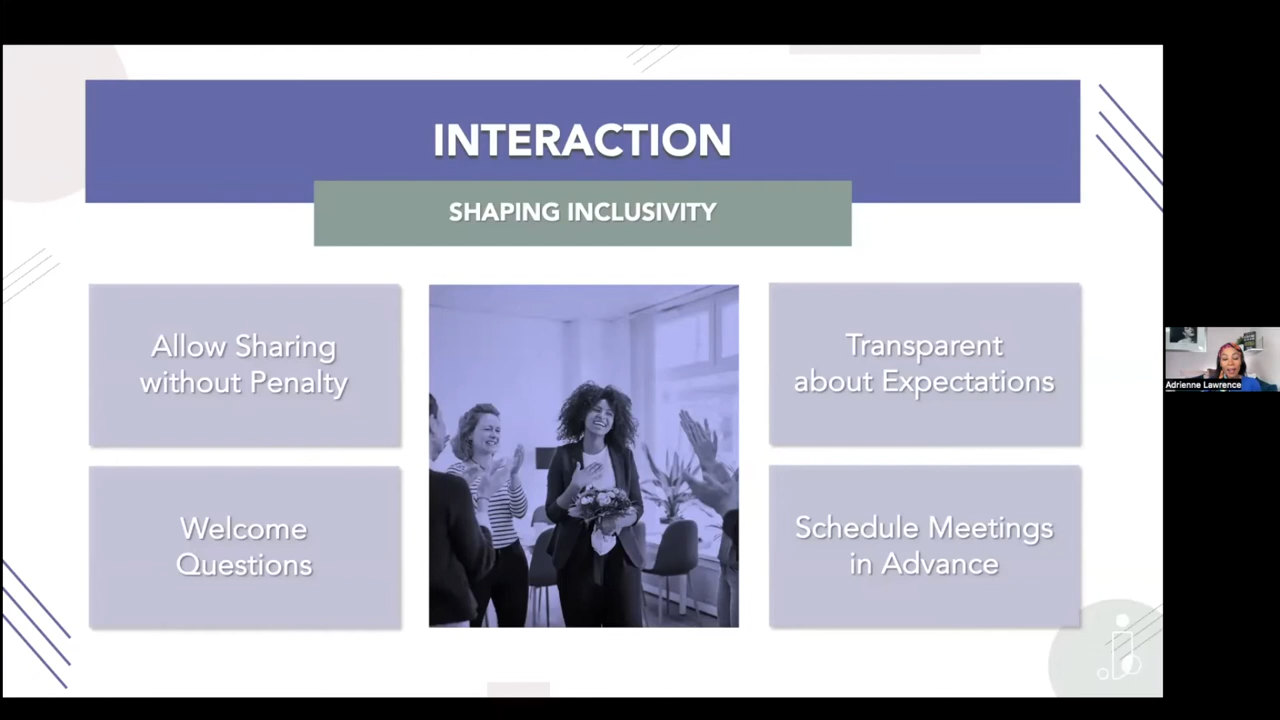 INTERACTION
SHAPING INCLUSIVITY
Allow Sharing
without Penalty
Transparent
about Expectations
Welcome
Questions
Schedule Meetings
in Advance
Adrienne Lawrence